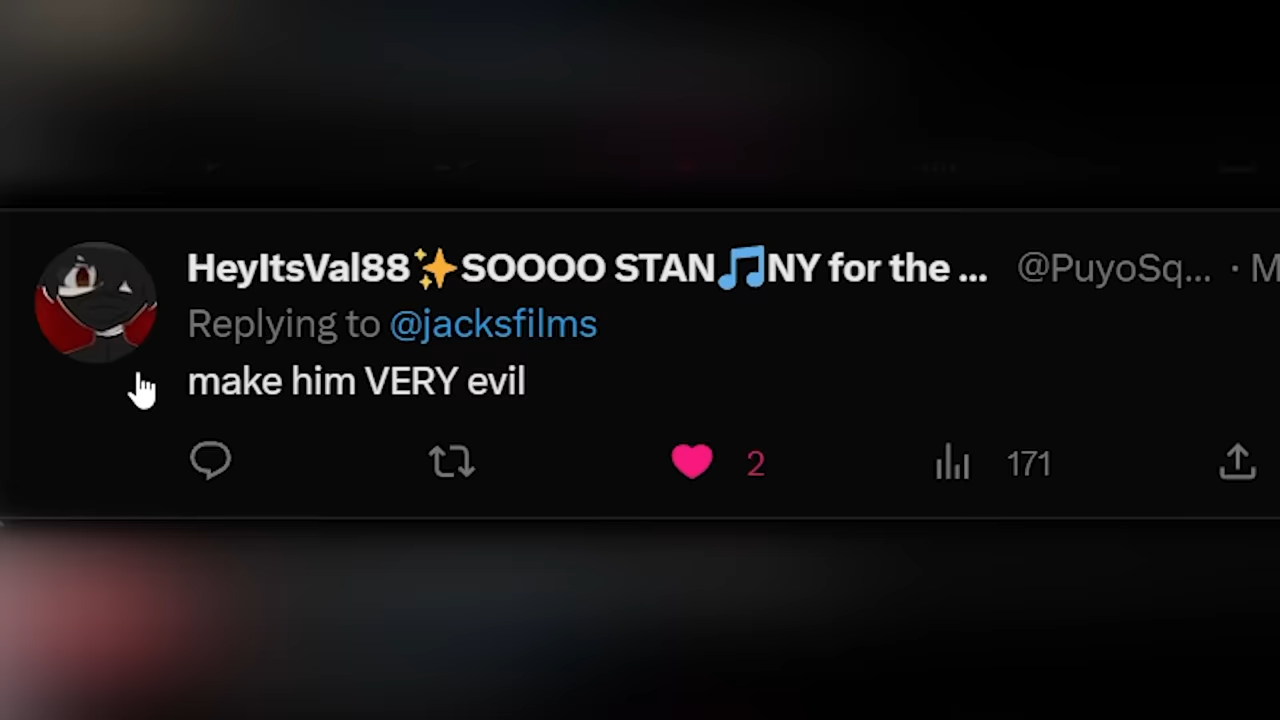 HeyItsVal88✨SOOOO STAN🎵NY for the ... @PuyoSq... · M
Replying to @jacksfilms
make him VERY evil
2 171